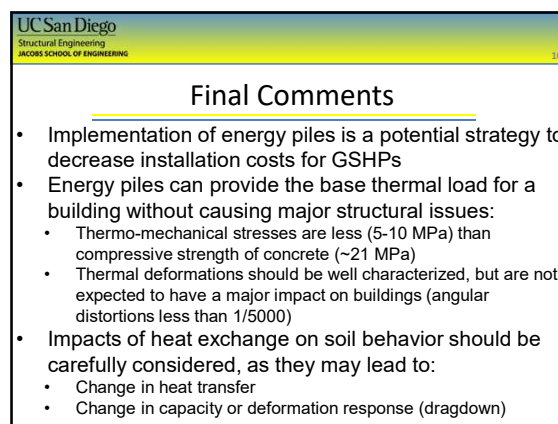 UC San Diego
Structural Engineering
JACOBS SCHOOL OF ENGINEERING
Final Comments
• Implementation of energy piles is a potential strategy to
decrease installation costs for GSHPs
• Energy piles can provide the base thermal load for a
building without causing major structural issues:
• Thermo-mechanical stresses are less (5-10 MPa) than
compressive strength of concrete (~21 MPa)
• Thermal deformations should be well characterized, but are not
expected to have a major impact on buildings (angular
distortions less than 1/5000)
• Impacts of heat exchange on soil behavior should be
carefully considered, as they may lead to:
• Change in heat transfer
• Change in capacity or deformation response (dragdown)